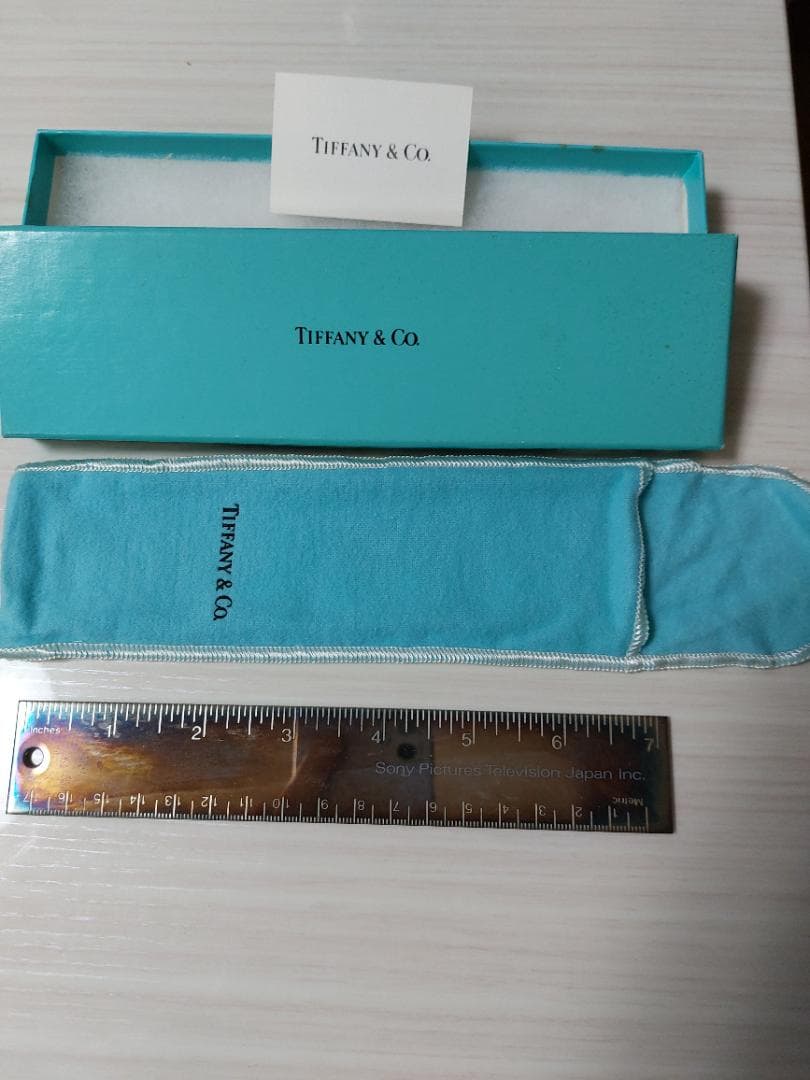 TIFFANY & CO.
TIFFANY & CO.
TIFFANY & CO.
Inches 1 2 3 4 5 6 7
Sony Pictures Television Japan Inc.
Metric 1 2 3 4 5 6 7 8 9 10 11 12 13 14 15 16 17